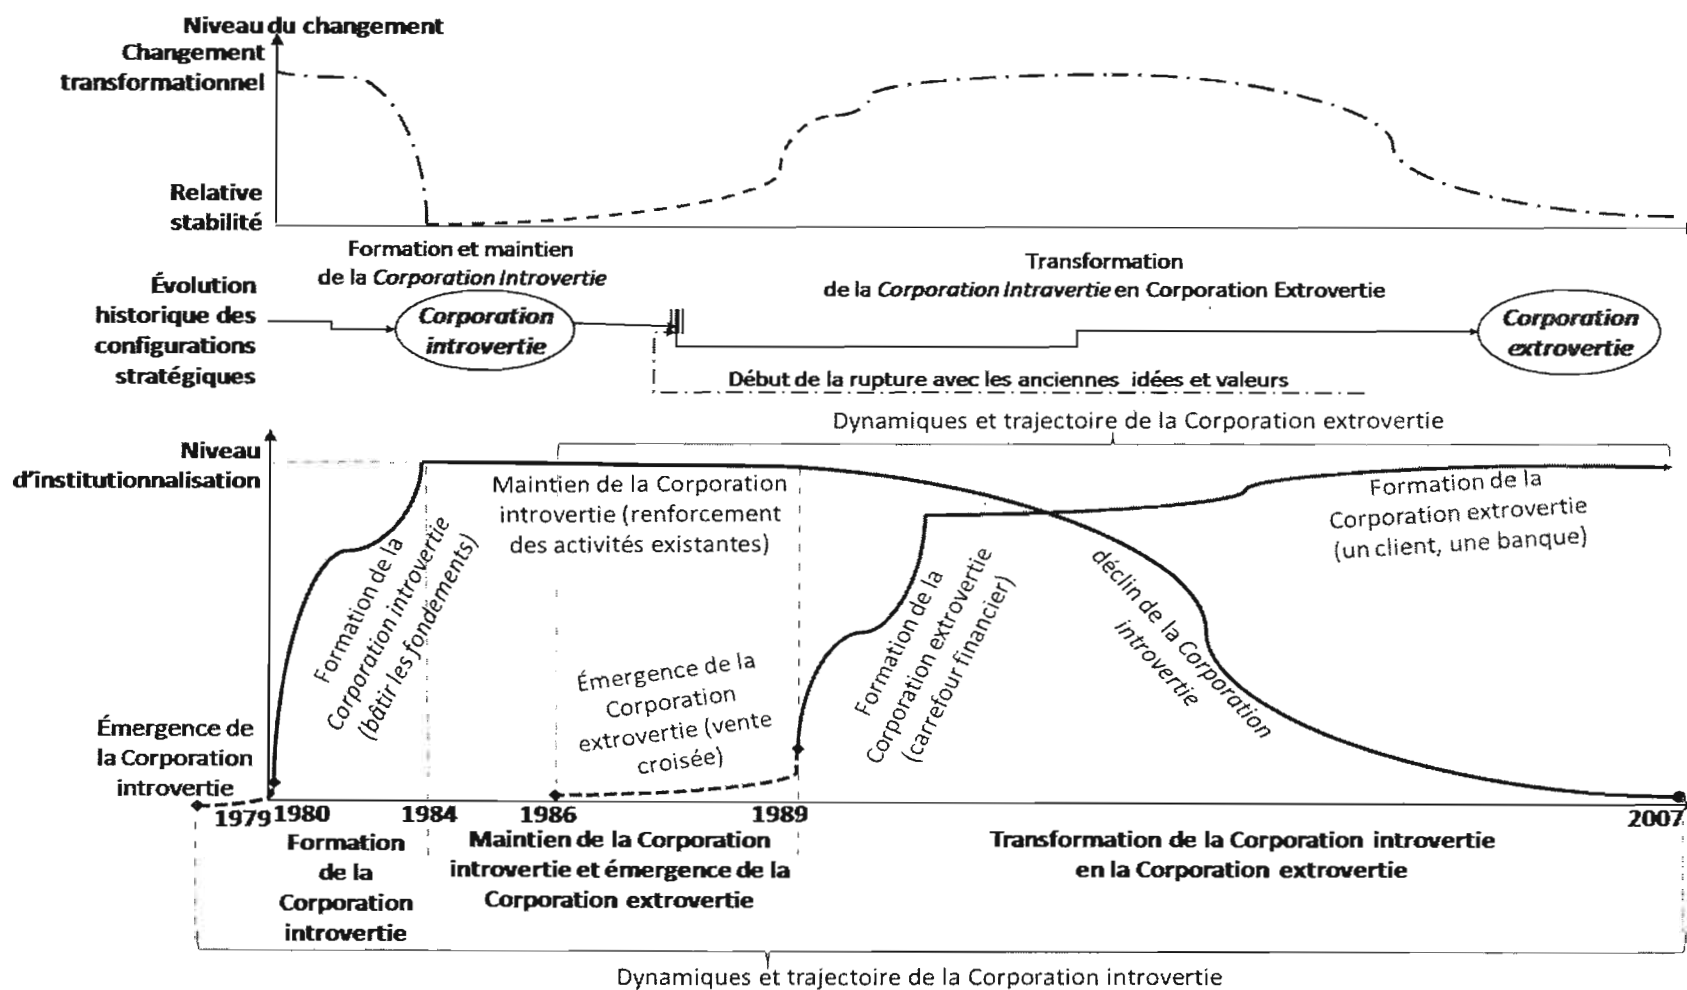 Niveau du changement
Changement
transformationnel
Relative
stabilité
Formation et maintien
de la Corporation Introvertie
Transformation
de la Corporation Intravertie en Corporation Extrovertie
Évolution
historique des
configurations
stratégiques
Corporation
introvertie
Corporation
extrovertie
Début de la rupture avec les anciennes idées et valeurs
Dynamiques et trajectoire de la Corporation extrovertie
Niveau
d'institutionnalisation
Maintien de la Corporation
introvertie (renforcement
des activités existantes)
Formation de la
Corporation extrovertie
(un client, une banque)
Formation de la
Corporation introvertie
(bâtir les fondements)
Émergence de la
Corporation
extrovertie (vente
croisée)
Formation de la
Corporation extrovertie
(carrefour financier)
déclin de la Corporation
introvertie
Émergence de
la Corporation
introvertie
1979 1980 1984 1986 1989 2007
Formation
de la
Corporation
introvertie
Maintien de la Corporation
introvertie et émergence de la
Corporation extrovertie
Transformation de la Corporation introvertie
en la Corporation extrovertie
Dynamiques et trajectoire de la Corporation introvertie